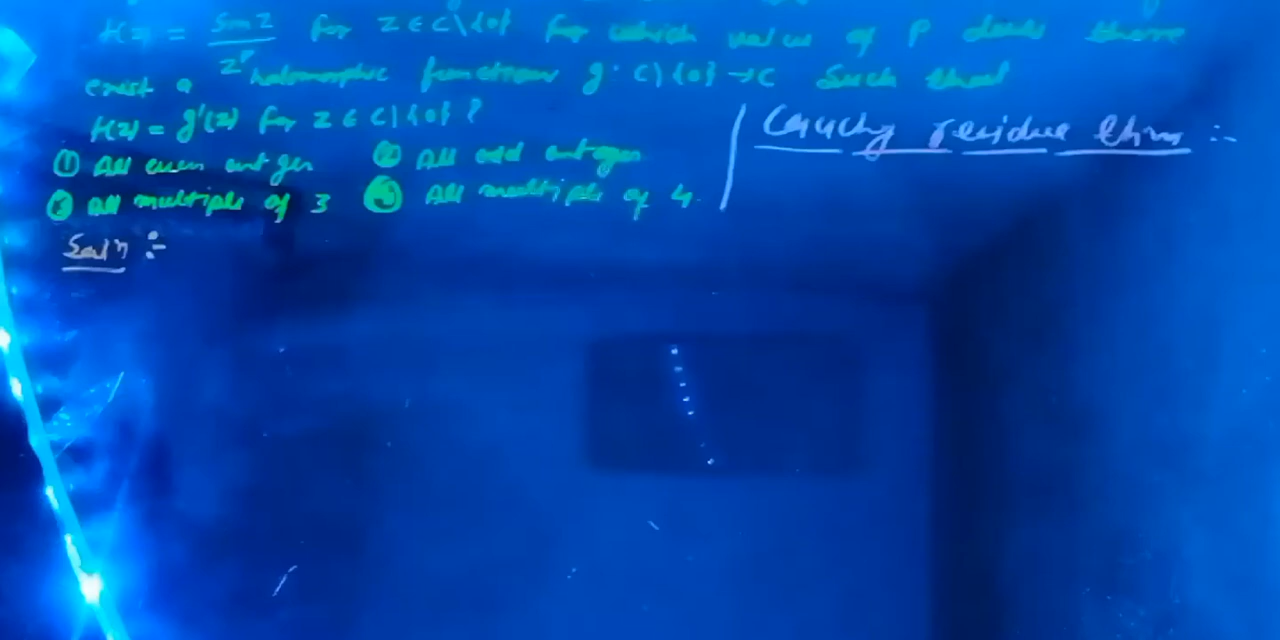 f(z) = sin z / z^p for z ∈ C\{0} for which value of p does there
exist a holomorphic function g : C\{0} → C such that
f(z) = g'(z) for z ∈ C\{0} ?
① All even integer ② All odd integer
③ All multiple of 3 ④ All multiple of 4.
Cauchy residue thm :-
Sol'n :-